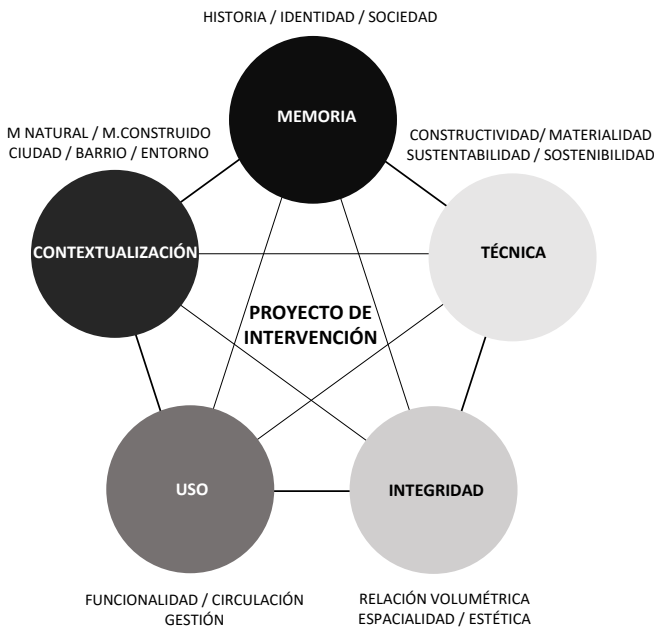 HISTORIA / IDENTIDAD / SOCIEDAD
MEMORIA
M NATURAL / M.CONSTRUIDO
CIUDAD / BARRIO / ENTORNO
CONSTRUCTIVIDAD/ MATERIALIDAD
SUSTENTABILIDAD / SOSTENIBILIDAD
CONTEXTUALIZACIÓN
TÉCNICA
PROYECTO DE
INTERVENCIÓN
USO
INTEGRIDAD
FUNCIONALIDAD / CIRCULACIÓN
GESTIÓN
RELACIÓN VOLUMÉTRICA
ESPACIALIDAD / ESTÉTICA